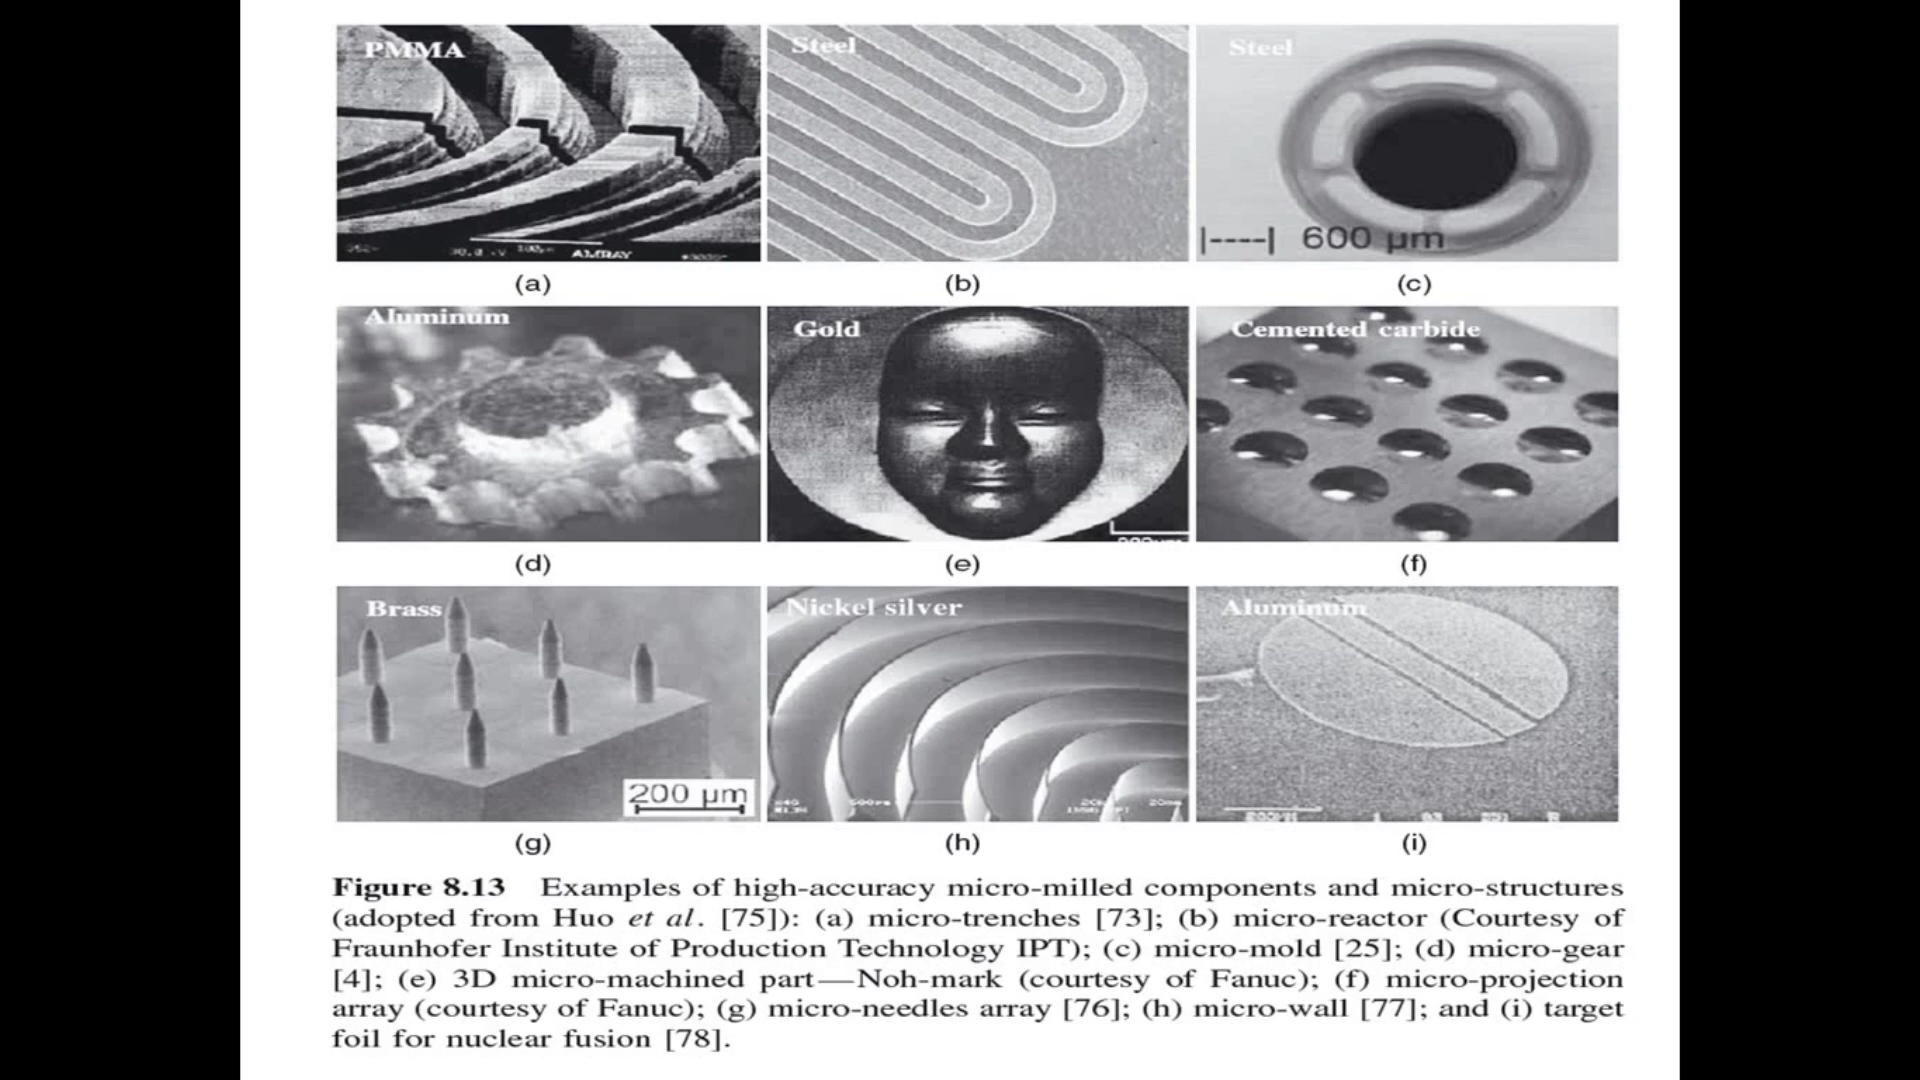 PMMA
Steel
Steel
100μm
AMRAY
|----| 600 μm
(a)
(b)
(c)
Aluminum
Gold
Cemented carbide
(d)
(e)
(f)
Brass
Nickel silver
Aluminum
200 μm
(g)
(h)
(i)
Figure 8.13 Examples of high-accuracy micro-milled components and micro-structures
(adopted from Huo et al. [75]): (a) micro-trenches [73]; (b) micro-reactor (Courtesy of
Fraunhofer Institute of Production Technology IPT); (c) micro-mold [25]; (d) micro-gear
[4]; (e) 3D micro-machined part—Noh-mark (courtesy of Fanuc); (f) micro-projection
array (courtesy of Fanuc); (g) micro-needles array [76]; (h) micro-wall [77]; and (i) target
foil for nuclear fusion [78].